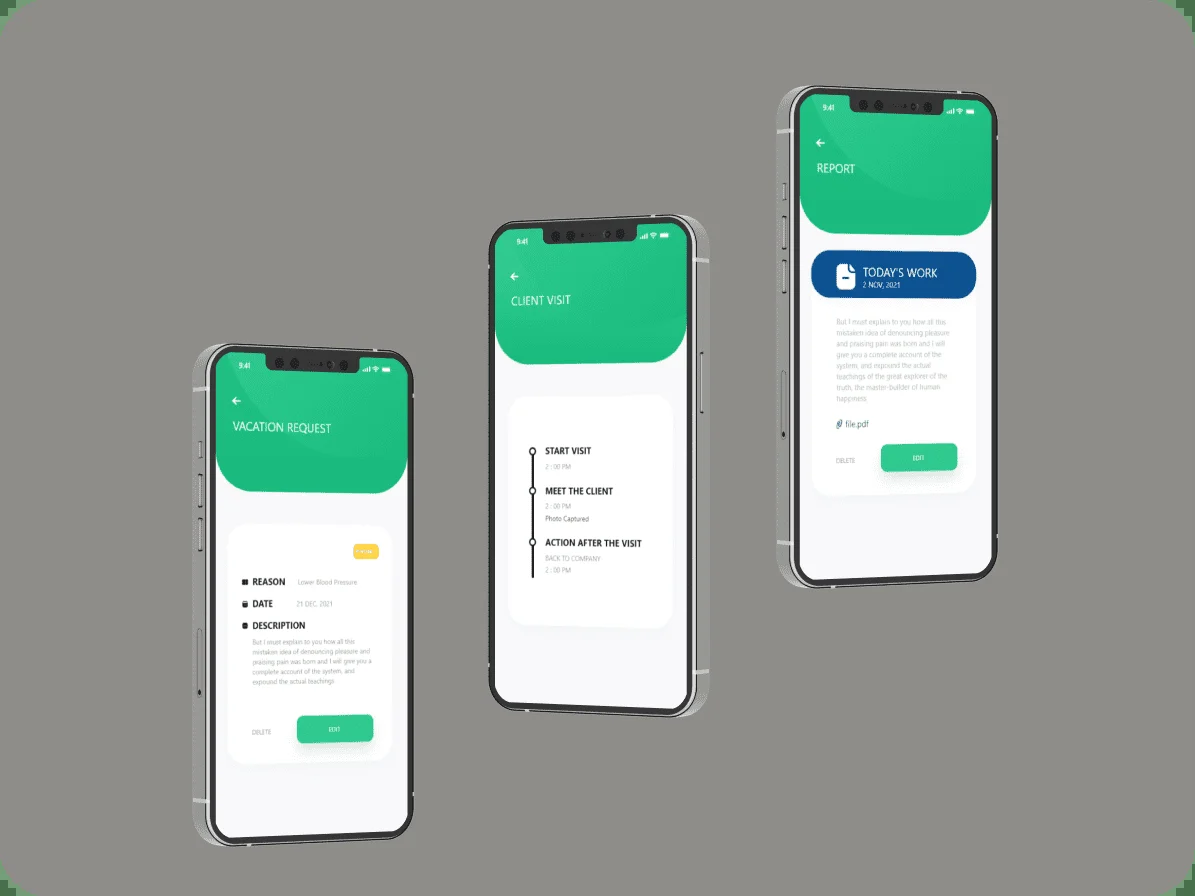 9:41
VACATION REQUEST
REASON Lower Blood Pressure
DATE 21 DEC, 2021
DESCRIPTION
But I must explain to you how all this
mistaken idea of denouncing pleasure and
praising pain was born and I will give you a
complete account of the system, and
expound the actual teachings
DELETE EDIT
9:41
CLIENT VISIT
START VISIT
2 : 00 PM
MEET THE CLIENT
2 : 00 PM
Photo Captured
ACTION AFTER THE VISIT
BACK TO COMPANY
2 : 00 PM
9:41
REPORT
TODAY'S WORK
2 NOV, 2021
But I must explain to you how all this
mistaken idea of denouncing pleasure
and praising pain was born and I will
give you a complete account of the
system, and expound the actual
teachings of the great explorer of the
truth, the master-builder of human
happiness
file.pdf
DELETE EDIT